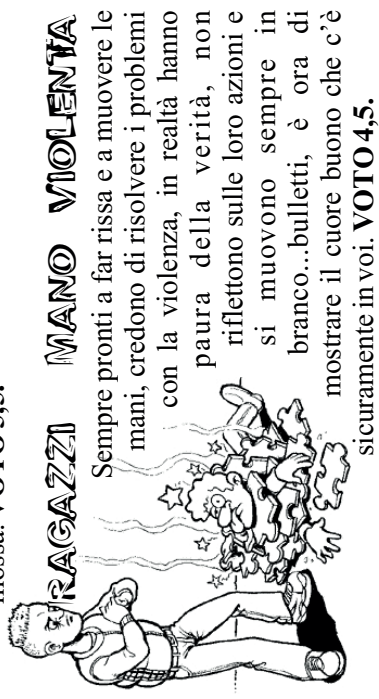 VOTO 5,5.
RAGAZZI MANO VIOLENTA
Sempre pronti a far rissa e a muovere le
mani, credono di risolvere i problemi
con la violenza, in realtà hanno
paura della verità, non
riflettono sulle loro azioni e
si muovono sempre in
branco...bulletti, è ora di
mostrare il cuore buono che c'è
sicuramente in voi. VOTO 4,5.